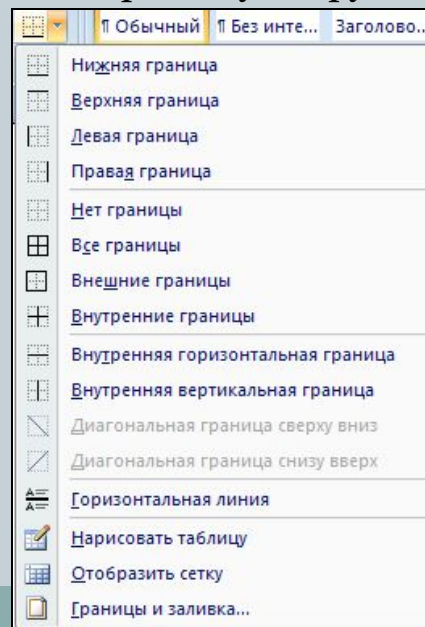 ¶ Обычный ¶ Без инте... Заголово...
Нижняя граница
Верхняя граница
Левая граница
Правая граница
Нет границы
Все границы
Внешние границы
Внутренние границы
Внутренняя горизонтальная граница
Внутренняя вертикальная граница
Диагональная граница сверху вниз
Диагональная граница снизу вверх
Горизонтальная линия
Нарисовать таблицу
Отобразить сетку
Границы и заливка...